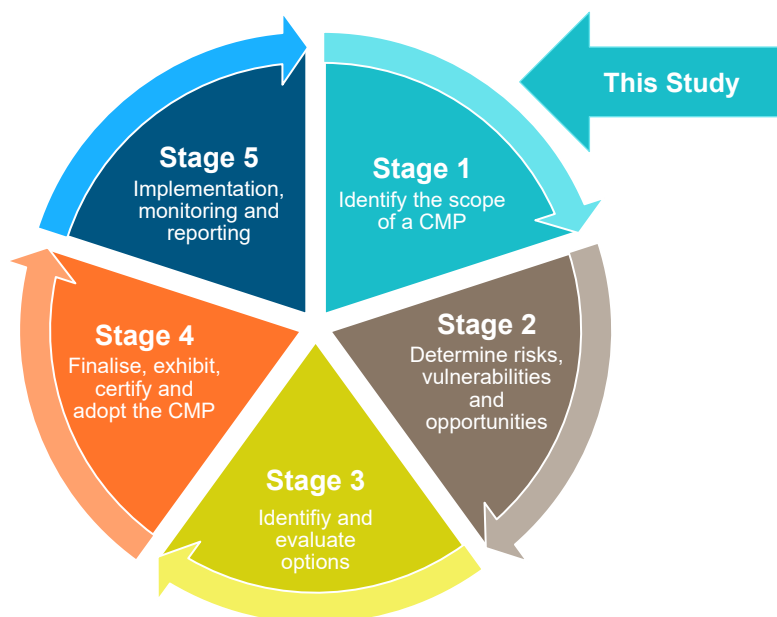 This Study
Stage 1
Identify the scope
of a CMP
Stage 2
Determine risks,
vulnerabilities
and
opportunities
Stage 3
Identifiy and
evaluate
options
Stage 4
Finalise, exhibit,
certify and
adopt the CMP
Stage 5
Implementation,
monitoring and
reporting